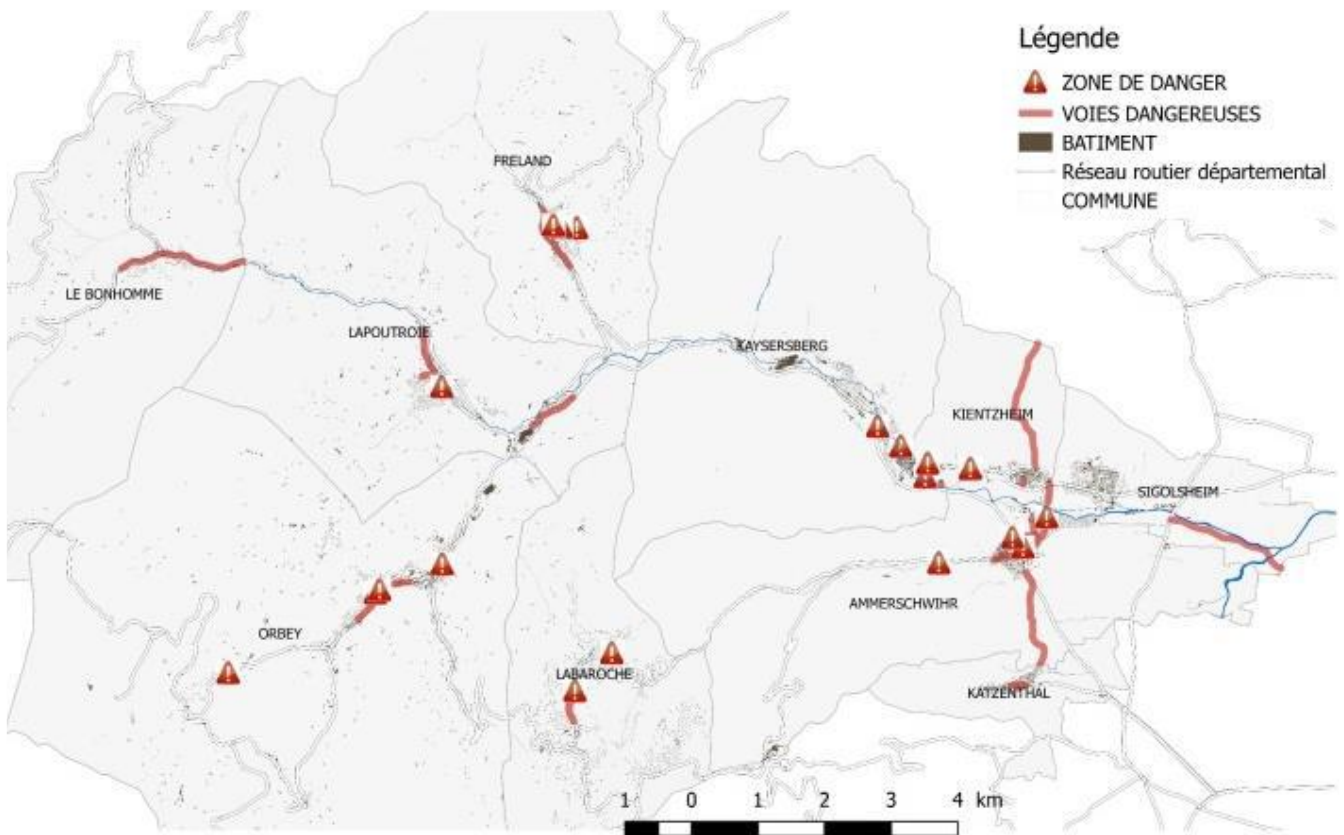 Légende
ZONE DE DANGER
VOIES DANGEREUSES
BATIMENT
Réseau routier départemental
COMMUNE
FRELAND
LE BONHOMME
LAPOUTROIE
KAYSERSBERG
KIENTZHEIM
SIGOLSHEIM
AMMERSCHWIHR
ORBEY
LABAROCHE
KATZENTHAL
1 0 1 2 3 4 km